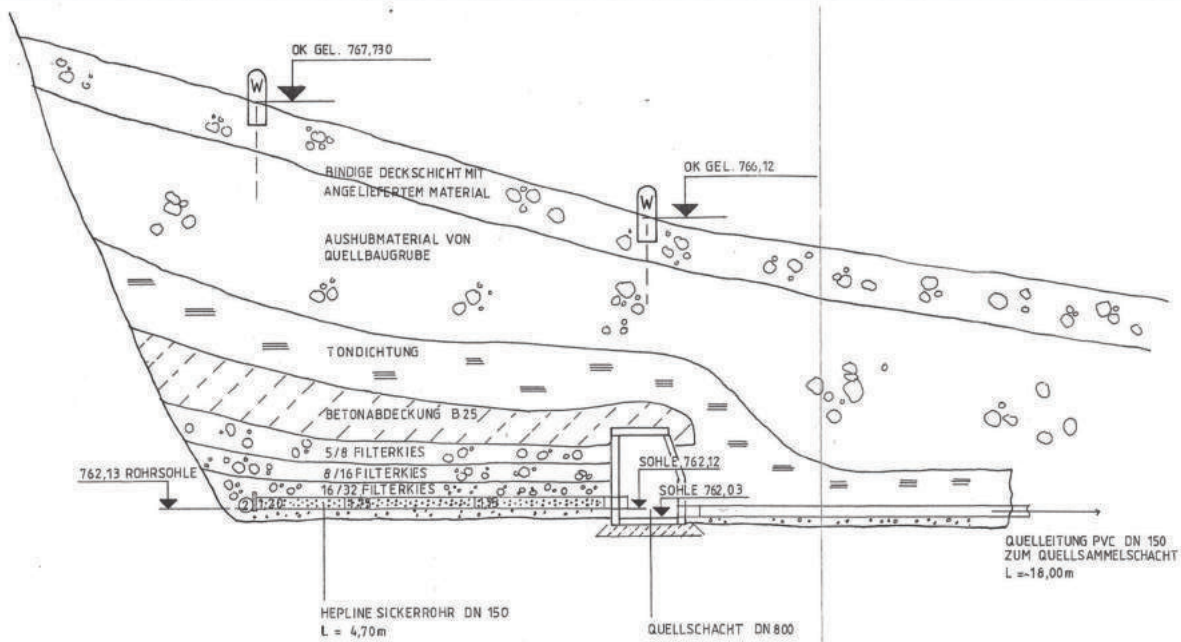 OK GEL. 767,730
W
OK GEL. 766,12
W
BINDIGE DECKSCHICHT MIT
ANGELIEFERTEM MATERIAL
AUSHUBMATERIAL VON
QUELLBAUGRUBE
TONDICHTUNG
BETONABDECKUNG B 25
5/8 FILTERKIES
8/16 FILTERKIES
16/32 FILTERKIES
762,13 ROHRSOHLE
SOHLE 762,12
SOHLE 762,03
2
QUELLEITUNG PVC DN 150
ZUM QUELLSAMMELSCHACHT
L =~18,00m
HEPLINE SICKERROHR DN 150
L = 4,70m
QUELLSCHACHT DN 800